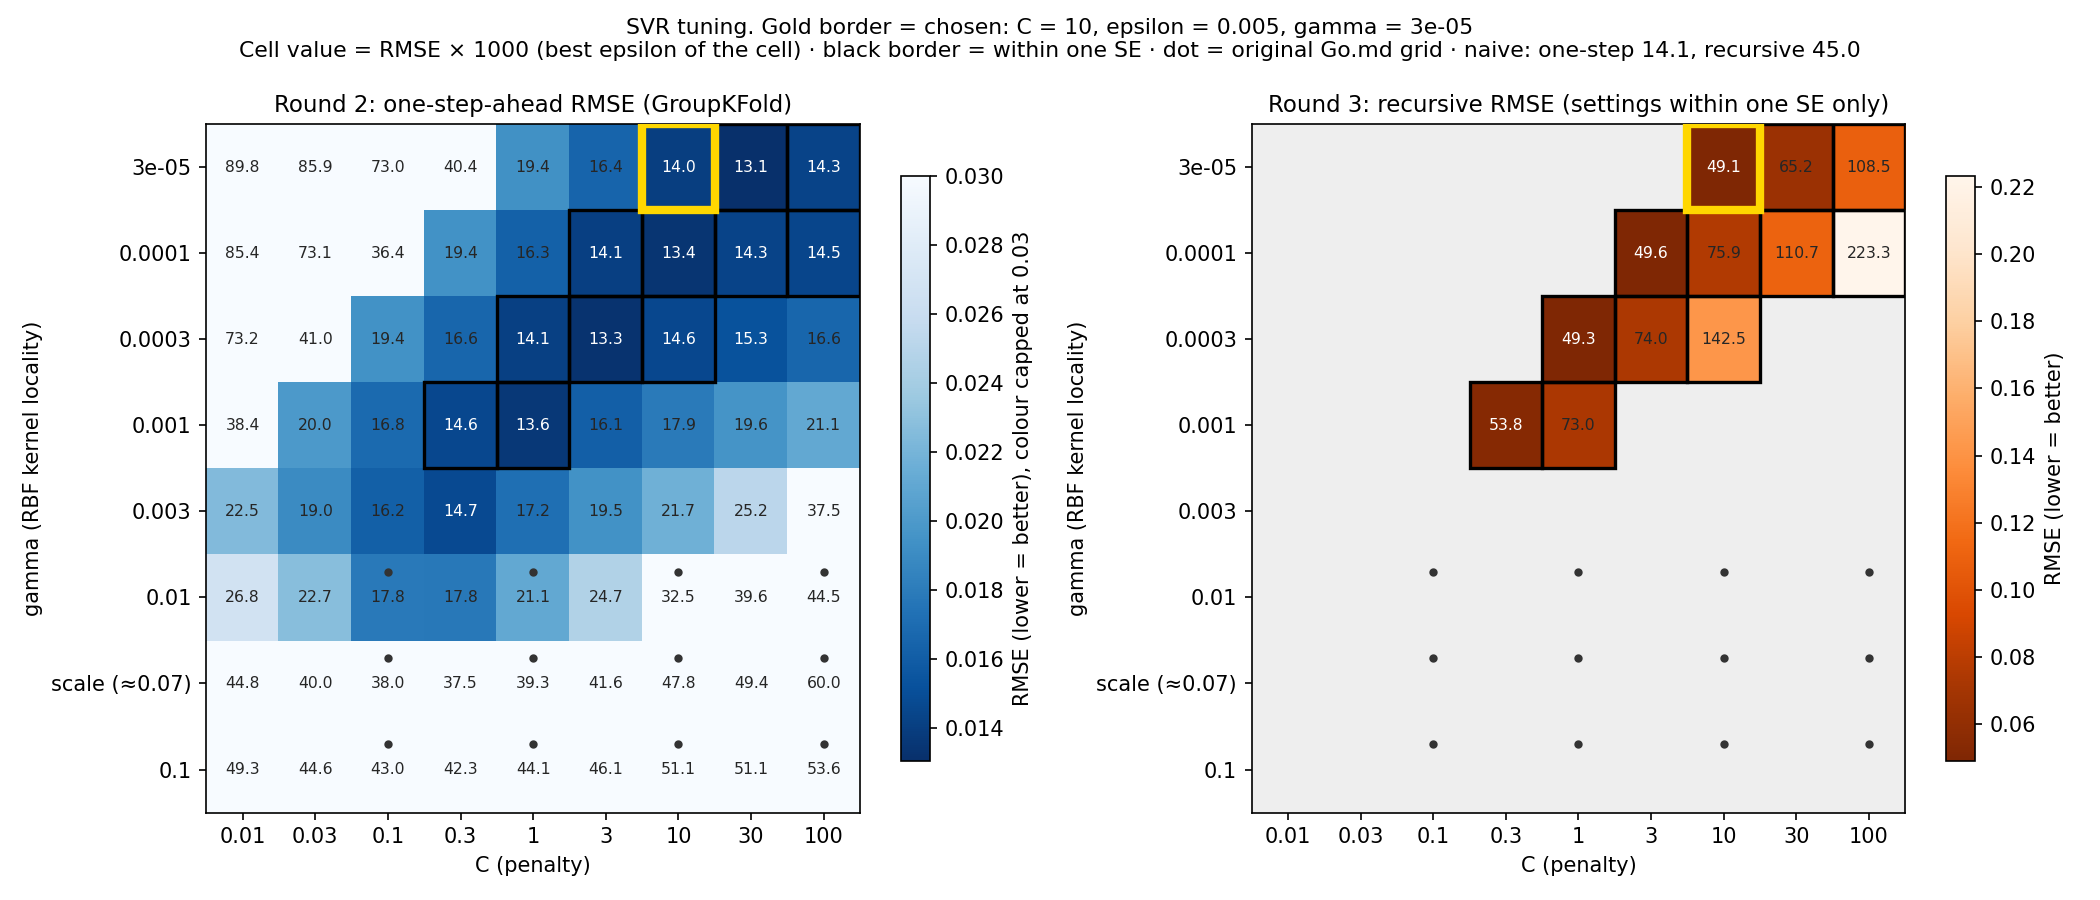 SVR tuning. Gold border = chosen: C = 10, epsilon = 0.005, gamma = 3e-05
Cell value = RMSE × 1000 (best epsilon of the cell) · black border = within one SE · dot = original Go.md grid · naive: one-step 14.1, recursive 45.0
Round 2: one-step-ahead RMSE (GroupKFold)
gamma (RBF kernel locality)
3e-05 89.8 85.9 73.0 40.4 19.4 16.4 14.0 13.1 14.3
0.0001 85.4 73.1 36.4 19.4 16.3 14.1 13.4 14.3 14.5
0.0003 73.2 41.0 19.4 16.6 14.1 13.3 14.6 15.3 16.6
0.001 38.4 20.0 16.8 14.6 13.6 16.1 17.9 19.6 21.1
0.003 22.5 19.0 16.2 14.7 17.2 19.5 21.7 25.2 37.5
0.01 26.8 22.7 17.8 17.8 21.1 24.7 32.5 39.6 44.5
scale (≈0.07) 44.8 40.0 38.0 37.5 39.3 41.6 47.8 49.4 60.0
0.1 49.3 44.6 43.0 42.3 44.1 46.1 51.1 51.1 53.6
0.01 0.03 0.1 0.3 1 3 10 30 100
C (penalty)
0.030
0.028
0.026
0.024
0.022
0.020
0.018
0.016
0.014
RMSE (lower = better), colour capped at 0.03
Round 3: recursive RMSE (settings within one SE only)
gamma (RBF kernel locality)
3e-05 49.1 65.2 108.5
0.0001 49.6 75.9 110.7 223.3
0.0003 49.3 74.0 142.5
0.001 53.8 73.0
0.003
0.01
scale (≈0.07)
0.1
0.01 0.03 0.1 0.3 1 3 10 30 100
C (penalty)
0.22
0.20
0.18
0.16
0.14
0.12
0.10
0.08
0.06
RMSE (lower = better)